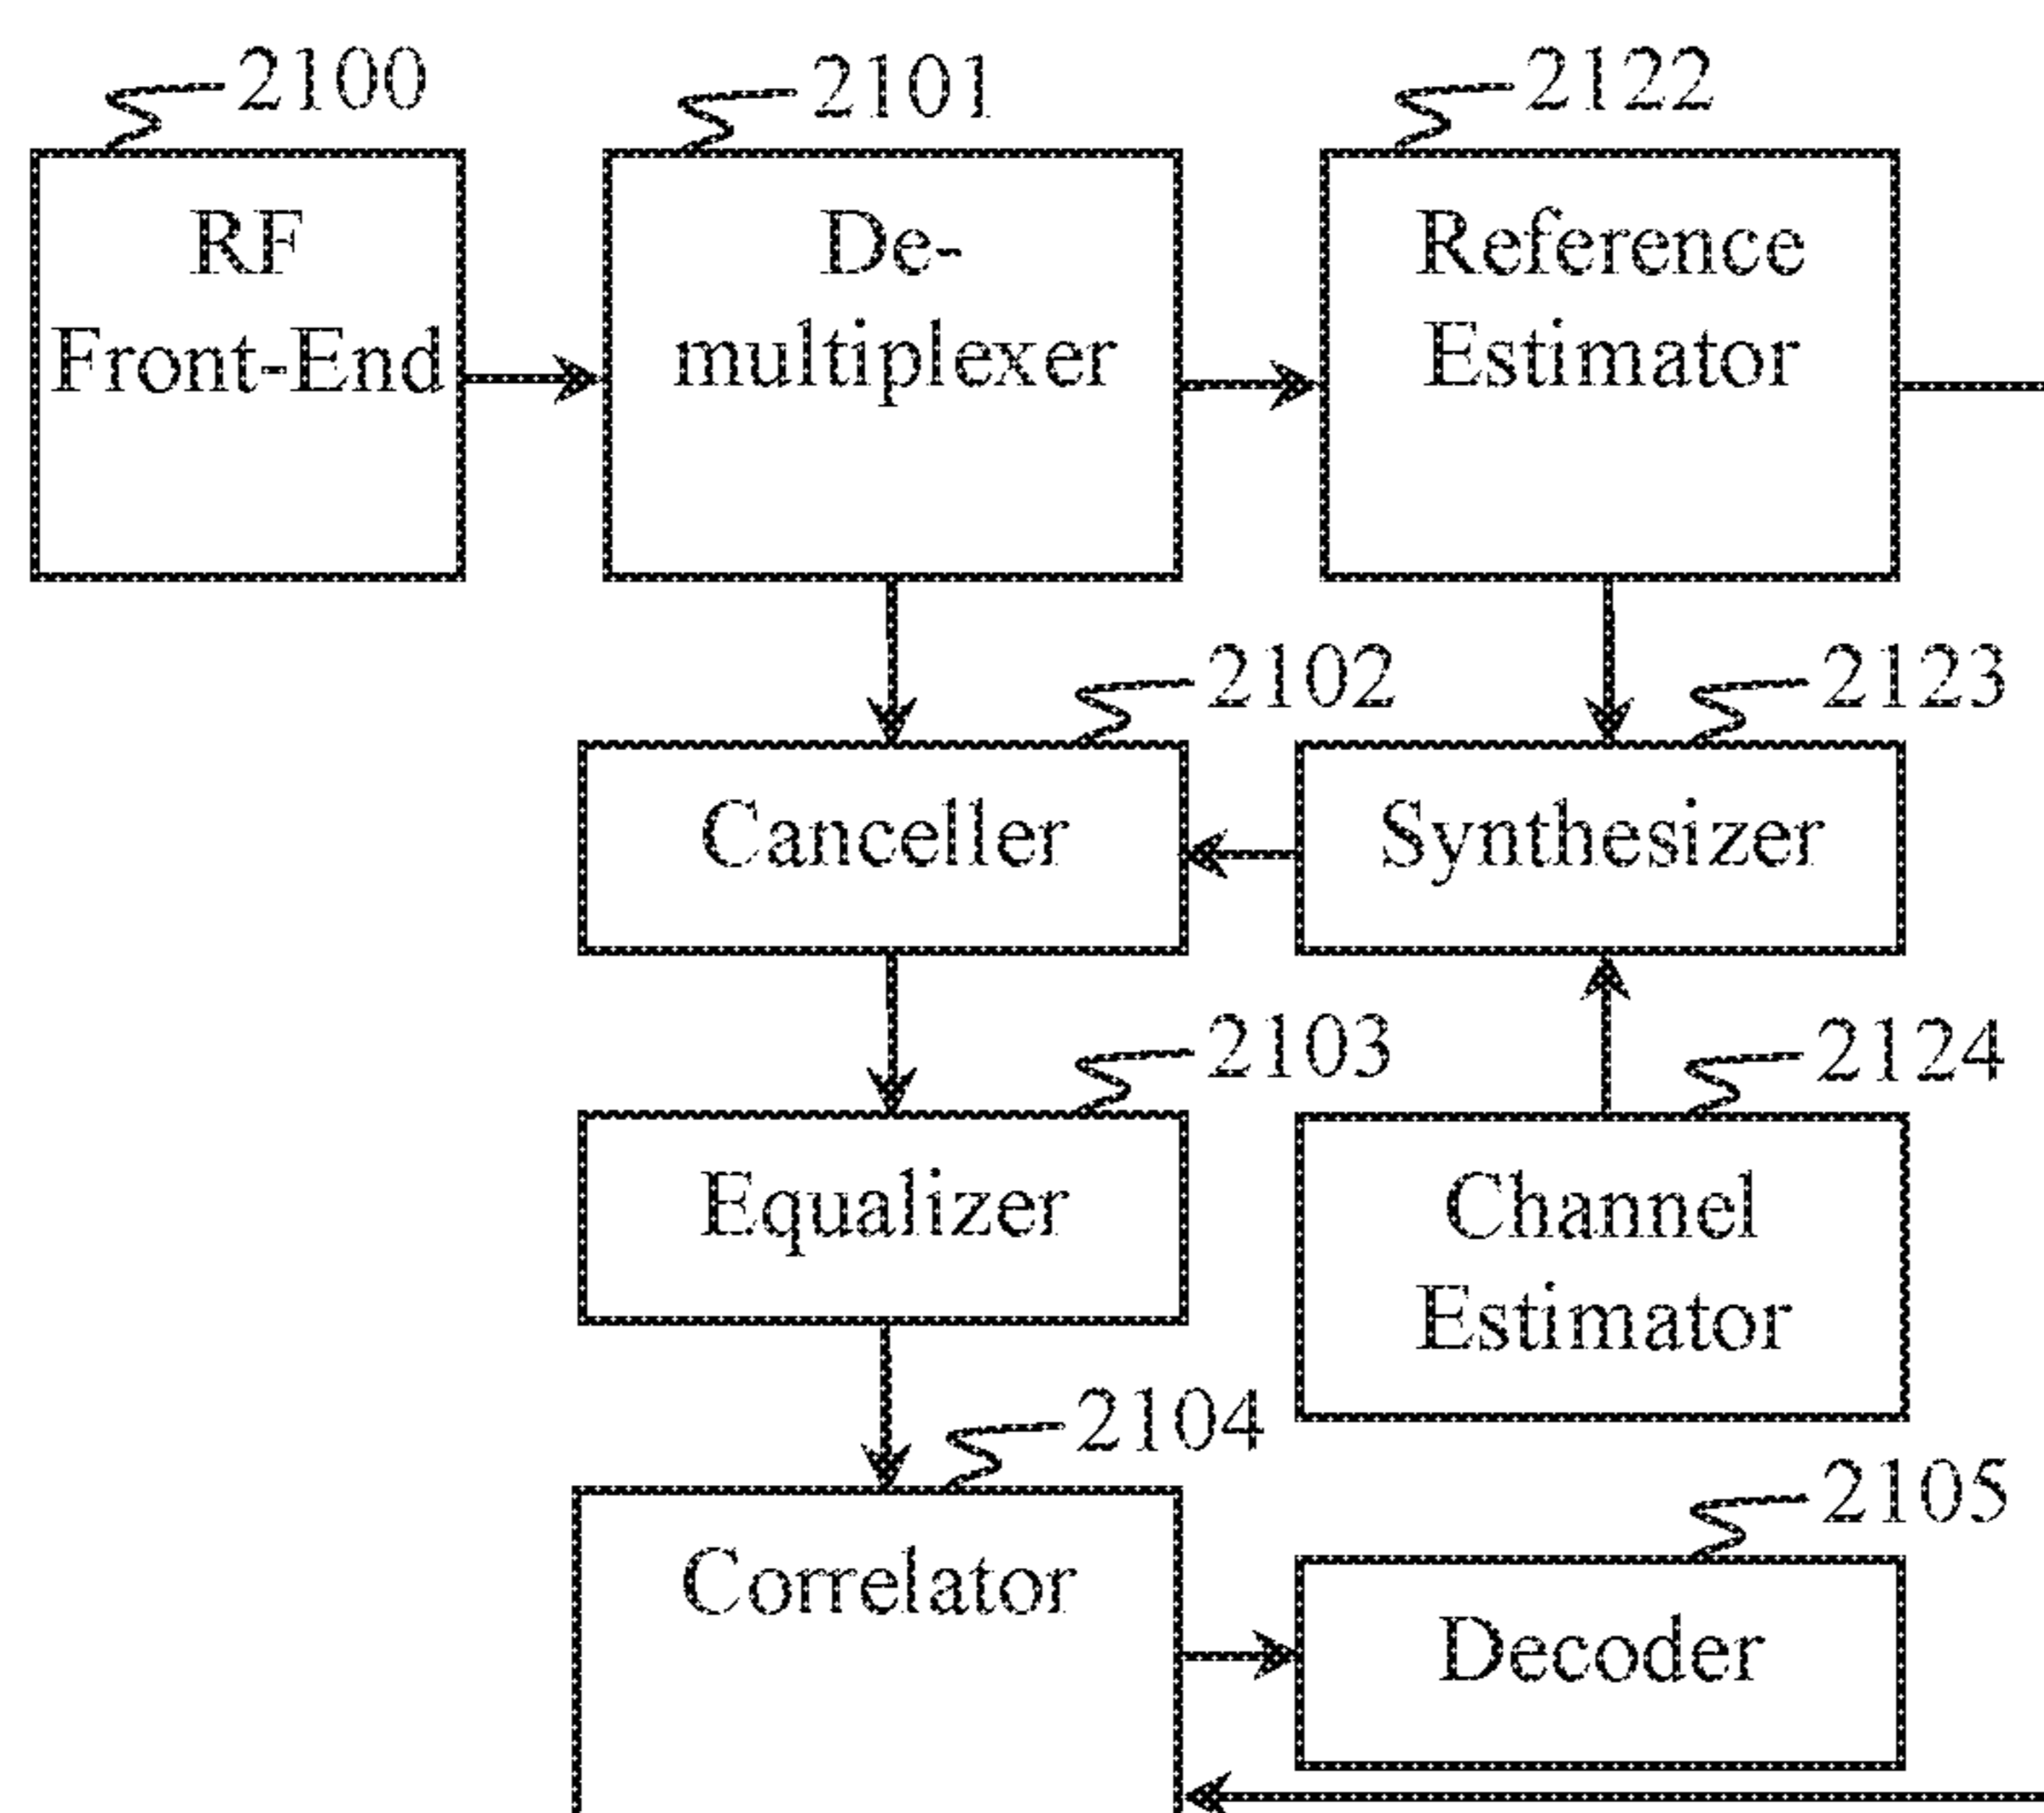 2100
2101
2122
RF
Front-End
De-
multiplexer
Reference
Estimator
2102
2123
Canceller
Synthesizer
2103
2124
Equalizer
Channel
Estimator
2104
2105
Correlator
Decoder